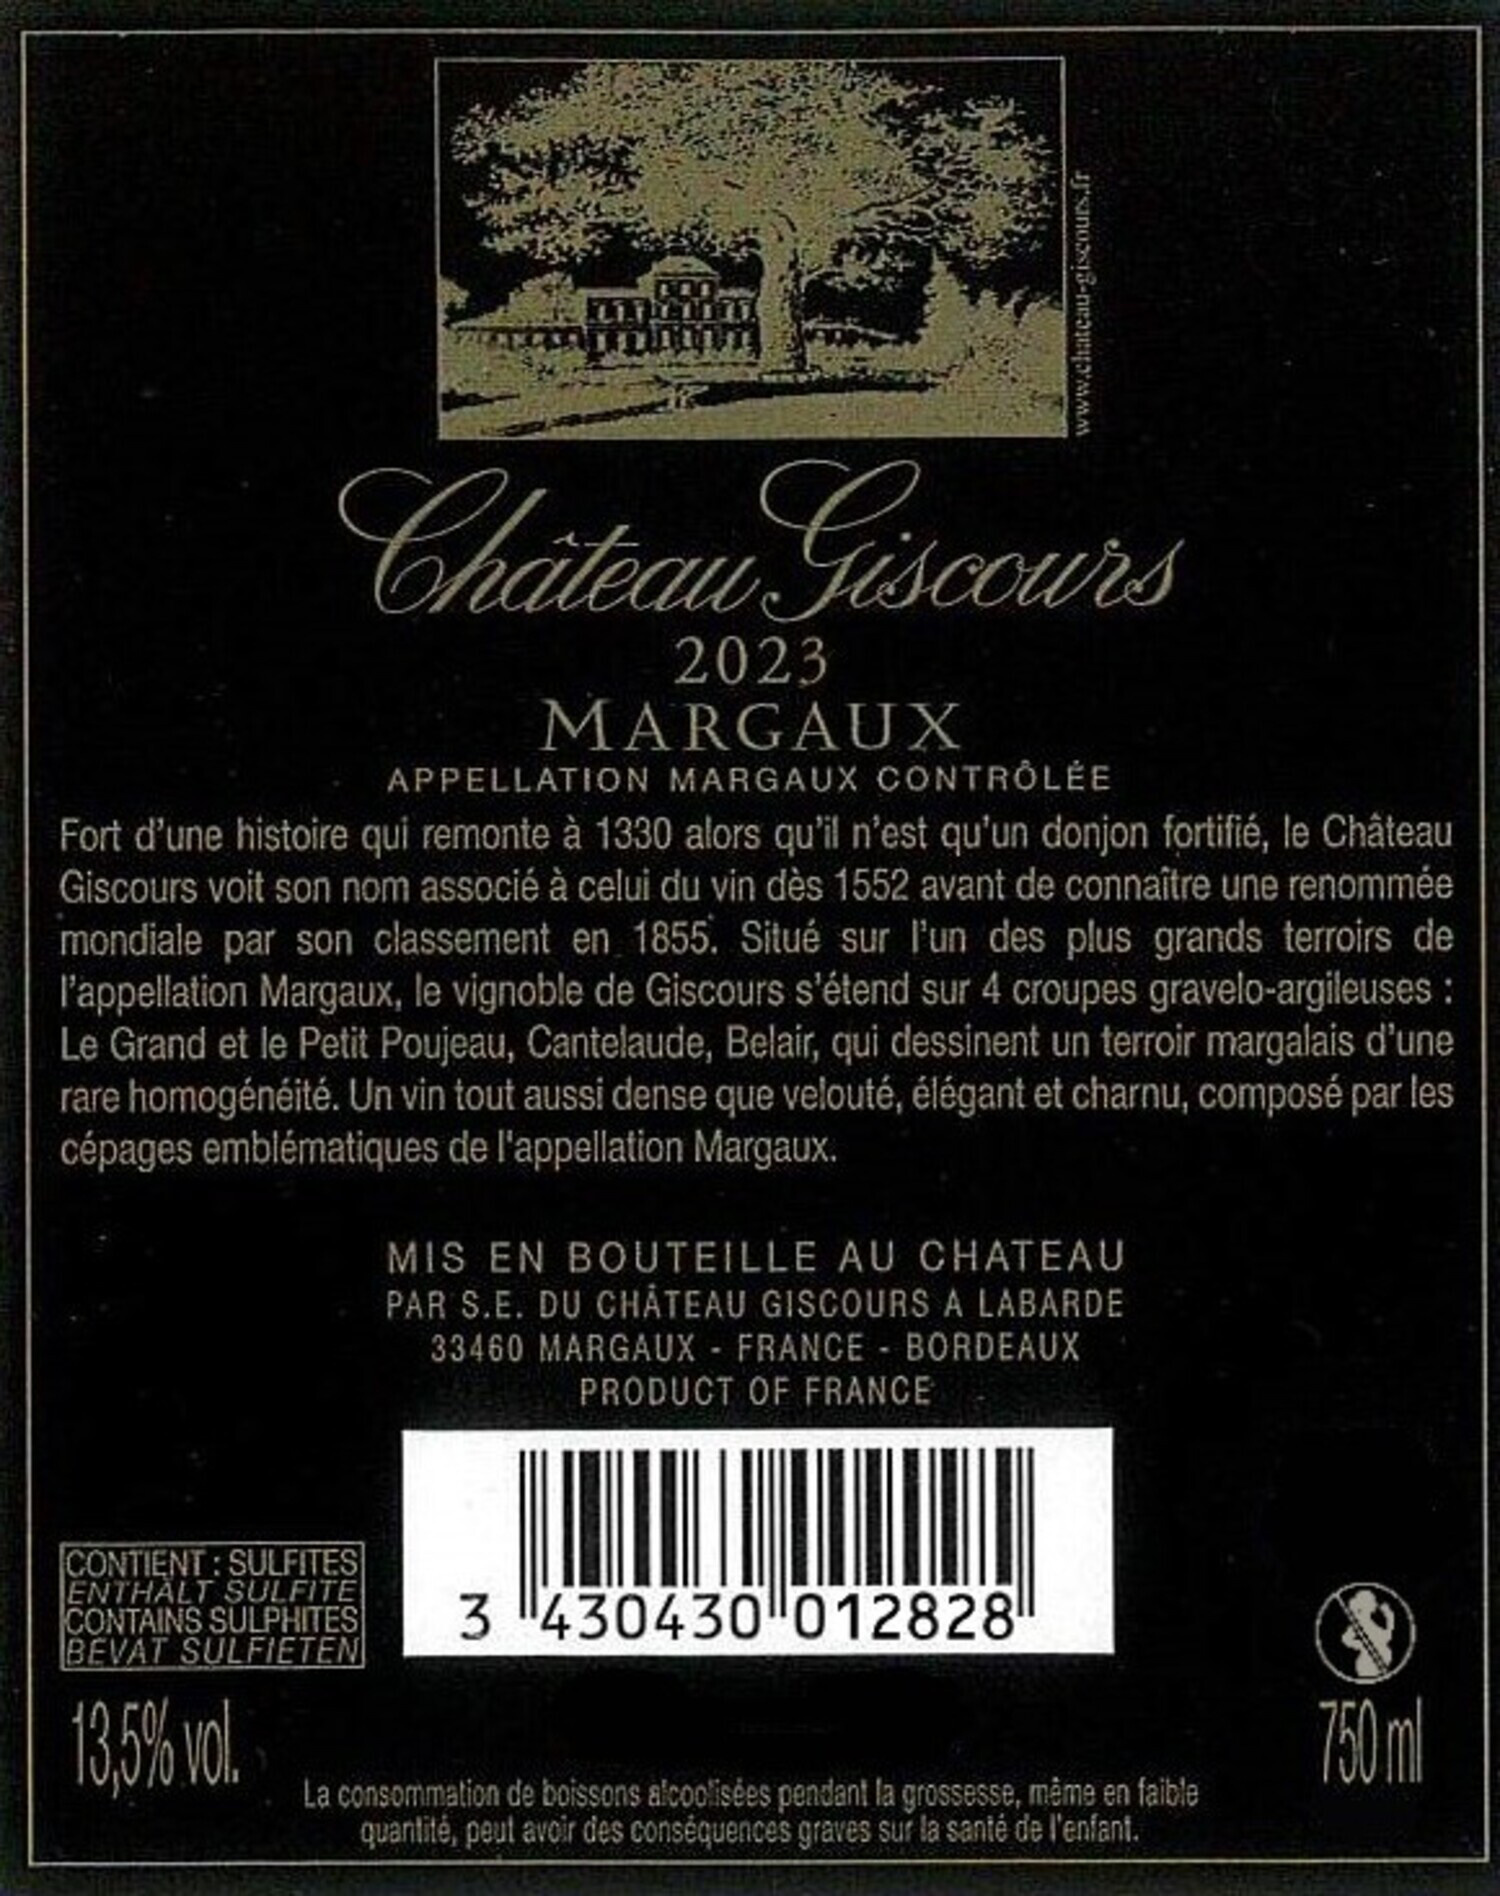 www.chateau-giscours.fr
Château Giscours
2023
MARGAUX
APPELLATION MARGAUX CONTRÔLÉE
Fort d'une histoire qui remonte à 1330 alors qu'il n'est qu'un donjon fortifié, le Château
Giscours voit son nom associé à celui du vin dès 1552 avant de connaître une renommée
mondiale par son classement en 1855. Situé sur l'un des plus grands terroirs de
l'appellation Margaux, le vignoble de Giscours s'étend sur 4 croupes gravelo-argileuses :
Le Grand et le Petit Poujeau, Cantelaude, Belair, qui dessinent un terroir margalais d'une
rare homogénéité. Un vin tout aussi dense que velouté, élégant et charnu, composé par les
cépages emblématiques de l'appellation Margaux.
MIS EN BOUTEILLE AU CHATEAU
PAR S.E. DU CHÂTEAU GISCOURS A LABARDE
33460 MARGAUX - FRANCE - BORDEAUX
PRODUCT OF FRANCE
3 430430 012828
CONTIENT : SULFITES
ENTHÄLT SULFITE
CONTAINS SULPHITES
BEVAT SULFIETEN
13,5% vol.
750 ml
La consommation de boissons alcoolisées pendant la grossesse, même en faible
quantité, peut avoir des conséquences graves sur la santé de l'enfant.